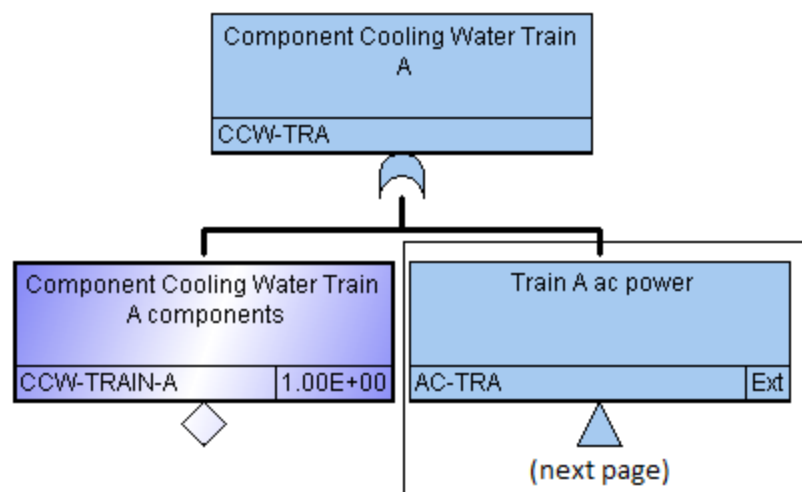 Component Cooling Water Train
A
CCW-TRA
Component Cooling Water Train
A components
CCW-TRAIN-A 1.00E+00
Train A ac power
AC-TRA Ext
(next page)